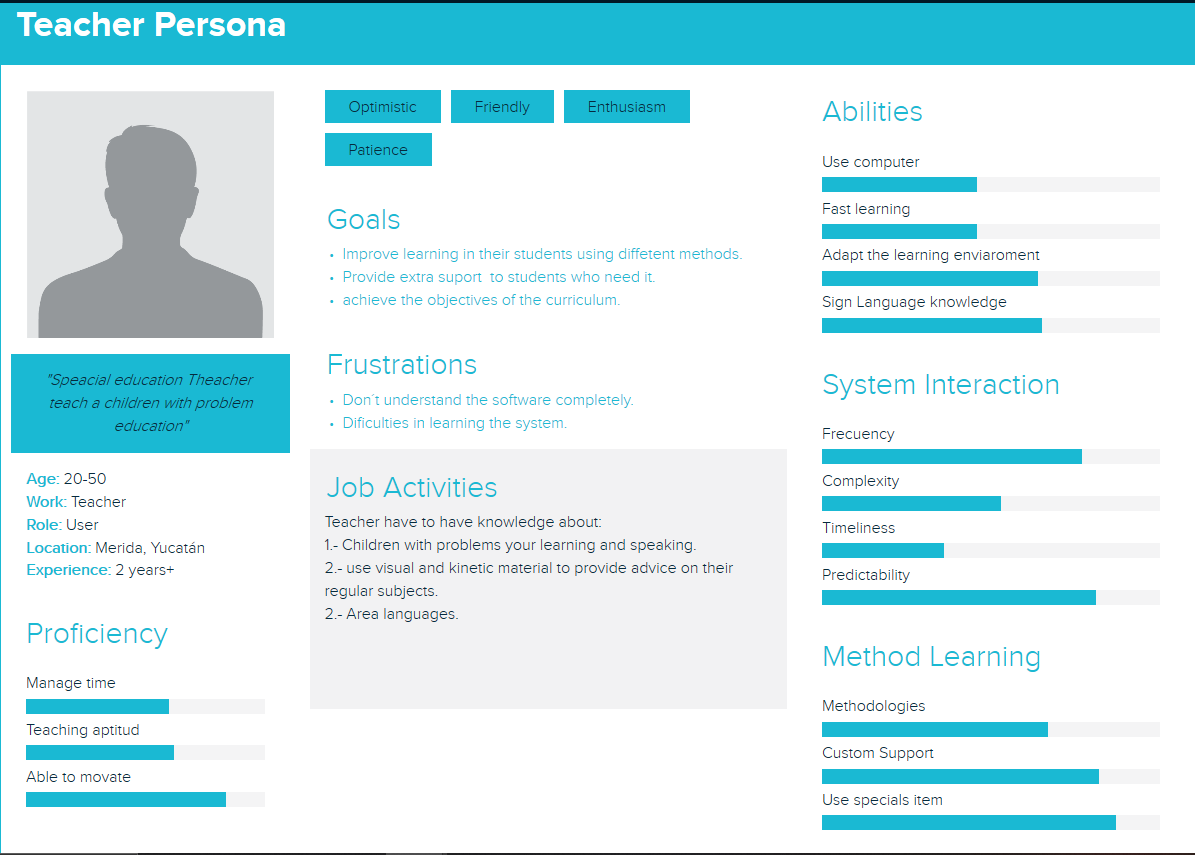 Teacher Persona
"Speacial education Theacher
teach a children with problem
education"
Age: 20-50
Work: Teacher
Role: User
Location: Merida, Yucatán
Experience: 2 years+
Proficiency
Manage time
Teaching aptitud
Able to movate
Optimistic
Friendly
Enthusiasm
Patience
Goals
• Improve learning in their students using diffetent methods.
• Provide extra suport  to students who need it.
• achieve the objectives of the curriculum.
Frustrations
• Don´t understand the software completely.
• Dificulties in learning the system.
Job Activities
Teacher have to have knowledge about:
1.- Children with problems your learning and speaking.
2.- use visual and kinetic material to provide advice on their
regular subjects.
2.- Area languages.
Abilities
Use computer
Fast learning
Adapt the learning enviaroment
Sign Language knowledge
System Interaction
Frecuency
Complexity
Timeliness
Predictability
Method Learning
Methodologies
Custom Support
Use specials item